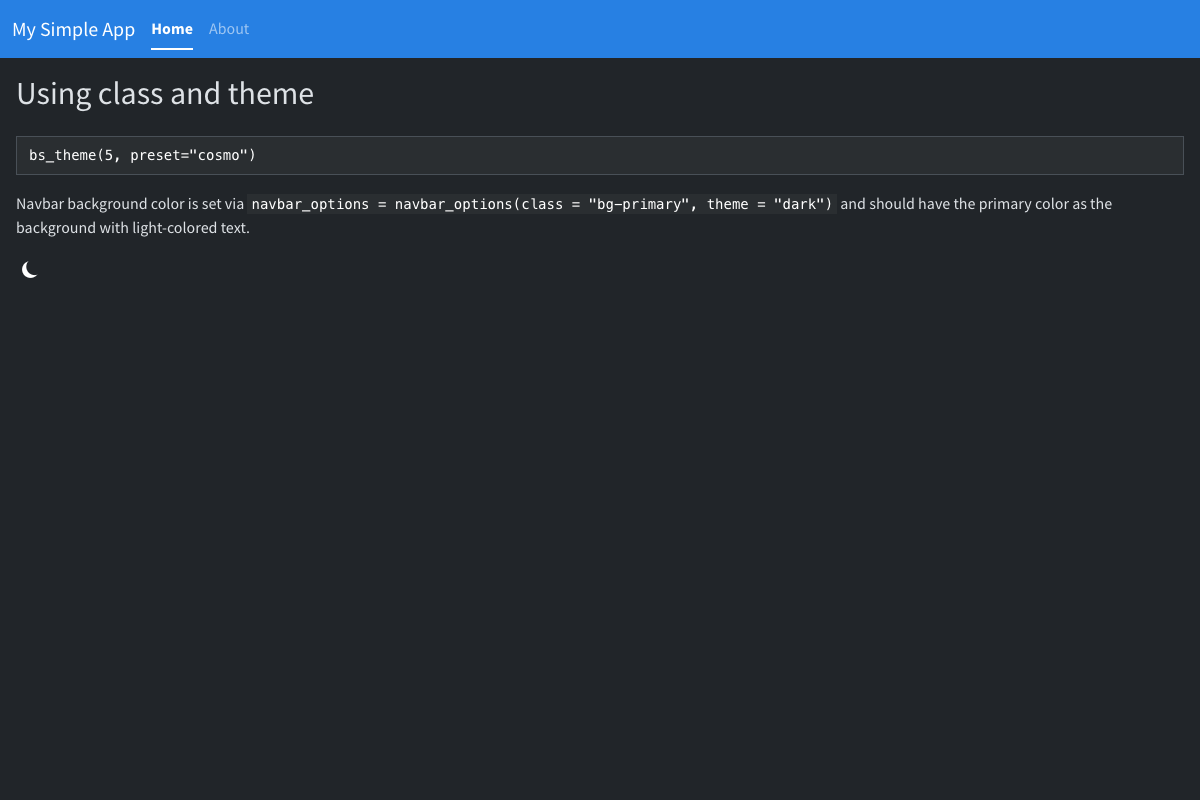 My Simple App Home About
Using class and theme
bs_theme(5, preset="cosmo")
Navbar background color is set via navbar_options = navbar_options(class = "bg-primary", theme = "dark") and should have the primary color as the
background with light-colored text.